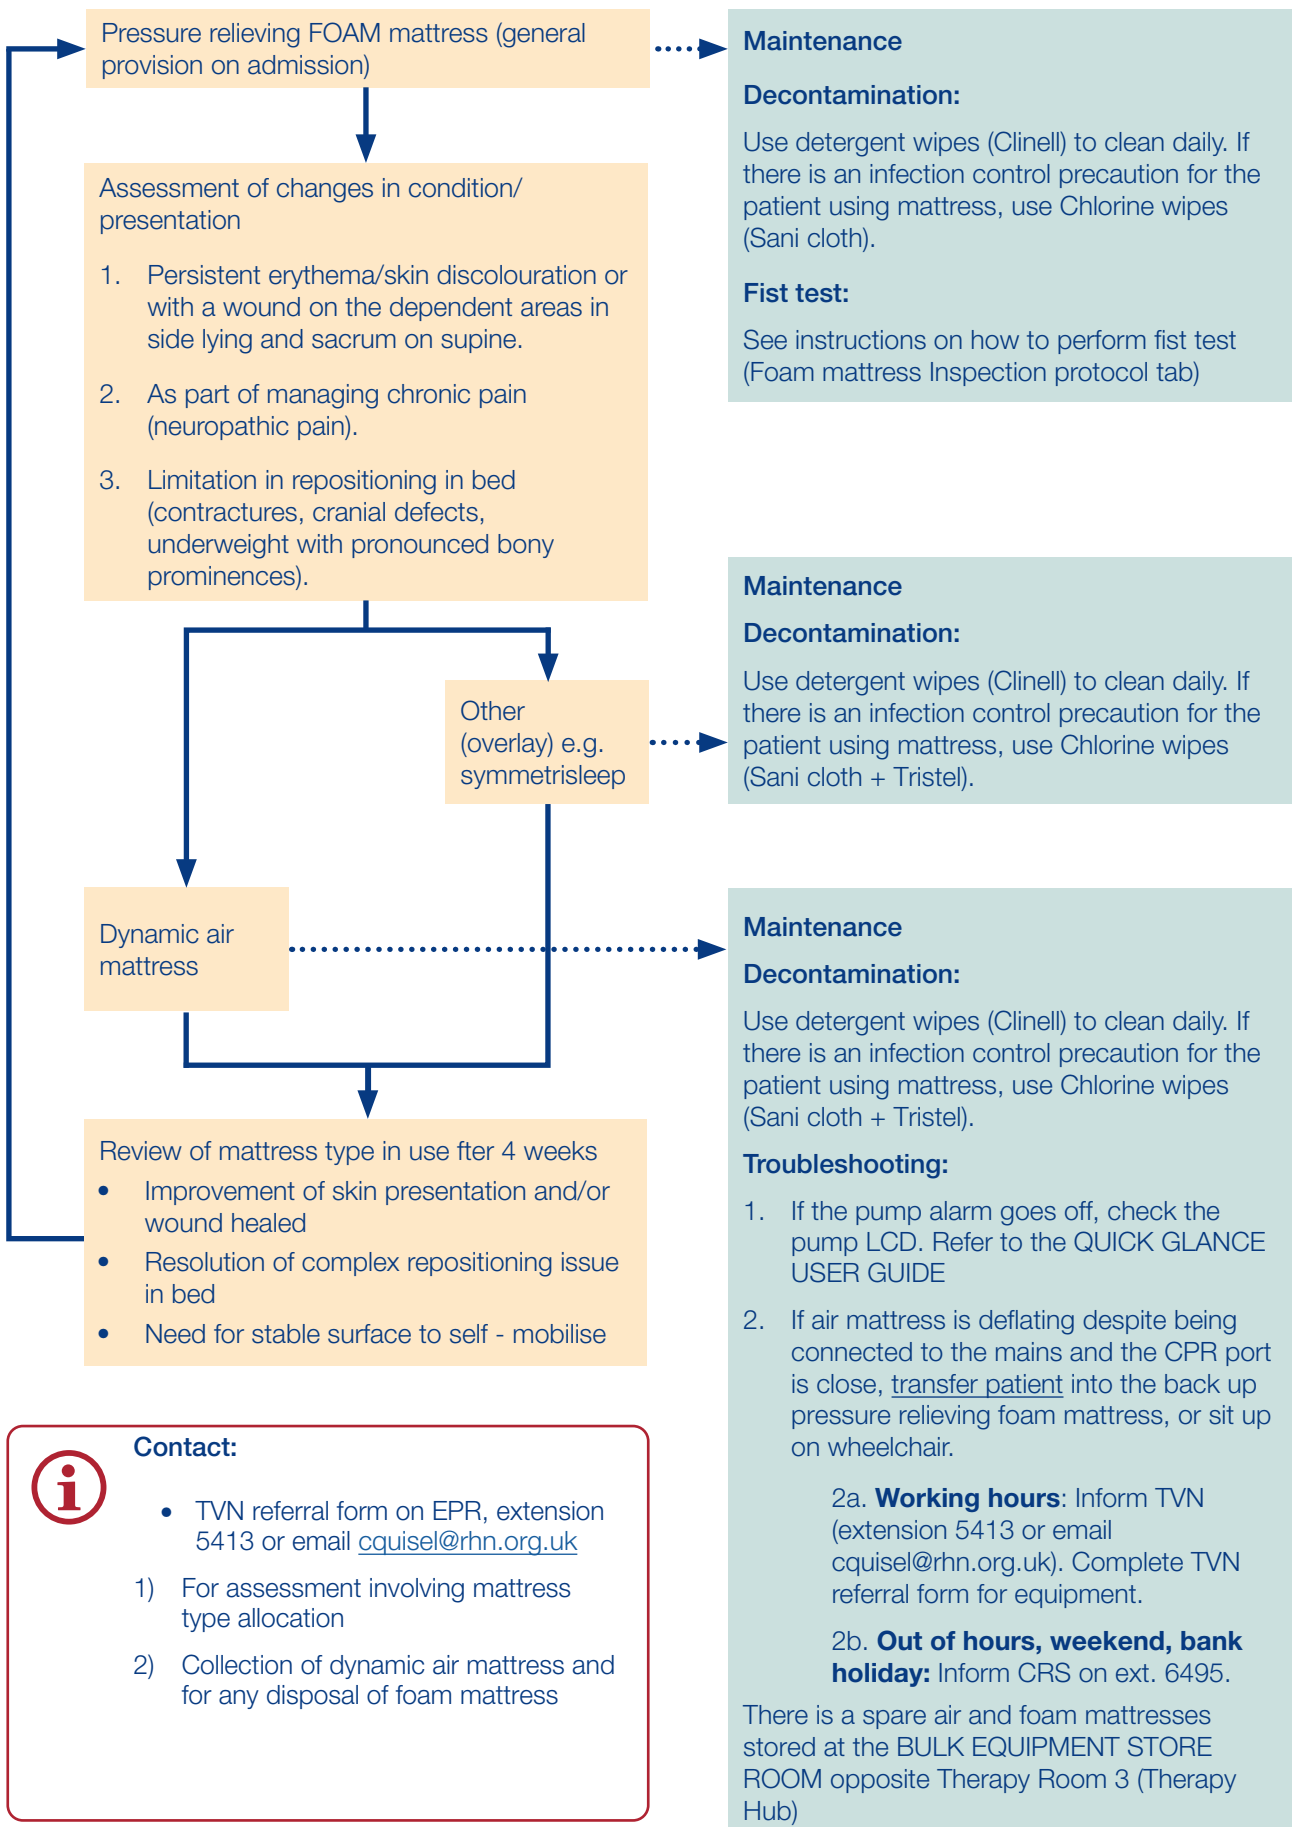 Pressure relieving FOAM mattress (general
provision on admission)
Maintenance
Decontamination:
Use detergent wipes (Clinell) to clean daily. If
there is an infection control precaution for the
patient using mattress, use Chlorine wipes
(Sani cloth).
Fist test:
See instructions on how to perform fist test
(Foam mattress Inspection protocol tab)
Assessment of changes in condition/
presentation
1. Persistent erythema/skin discolouration or
with a wound on the dependent areas in
side lying and sacrum on supine.
2. As part of managing chronic pain
(neuropathic pain).
3. Limitation in repositioning in bed
(contractures, cranial defects,
underweight with pronounced bony
prominences).
Other
(overlay) e.g.
symmetrisleep
Maintenance
Decontamination:
Use detergent wipes (Clinell) to clean daily. If
there is an infection control precaution for the
patient using mattress, use Chlorine wipes
(Sani cloth + Tristel).
Dynamic air
mattress
Maintenance
Decontamination:
Use detergent wipes (Clinell) to clean daily. If
there is an infection control precaution for the
patient using mattress, use Chlorine wipes
(Sani cloth + Tristel).
Troubleshooting:
1. If the pump alarm goes off, check the
pump LCD. Refer to the QUICK GLANCE
USER GUIDE
2. If air mattress is deflating despite being
connected to the mains and the CPR port
is close, transfer patient into the back up
pressure relieving foam mattress, or sit up
on wheelchair.
2a. Working hours: Inform TVN
(extension 5413 or email
cquisel@rhn.org.uk). Complete TVN
referral form for equipment.
2b. Out of hours, weekend, bank
holiday: Inform CRS on ext. 6495.
There is a spare air and foam mattresses
stored at the BULK EQUIPMENT STORE
ROOM opposite Therapy Room 3 (Therapy
Hub)
Review of mattress type in use fter 4 weeks
• Improvement of skin presentation and/or
wound healed
• Resolution of complex repositioning issue
in bed
• Need for stable surface to self - mobilise
i
Contact:
• TVN referral form on EPR, extension
5413 or email cquisel@rhn.org.uk
1) For assessment involving mattress
type allocation
2) Collection of dynamic air mattress and
for any disposal of foam mattress